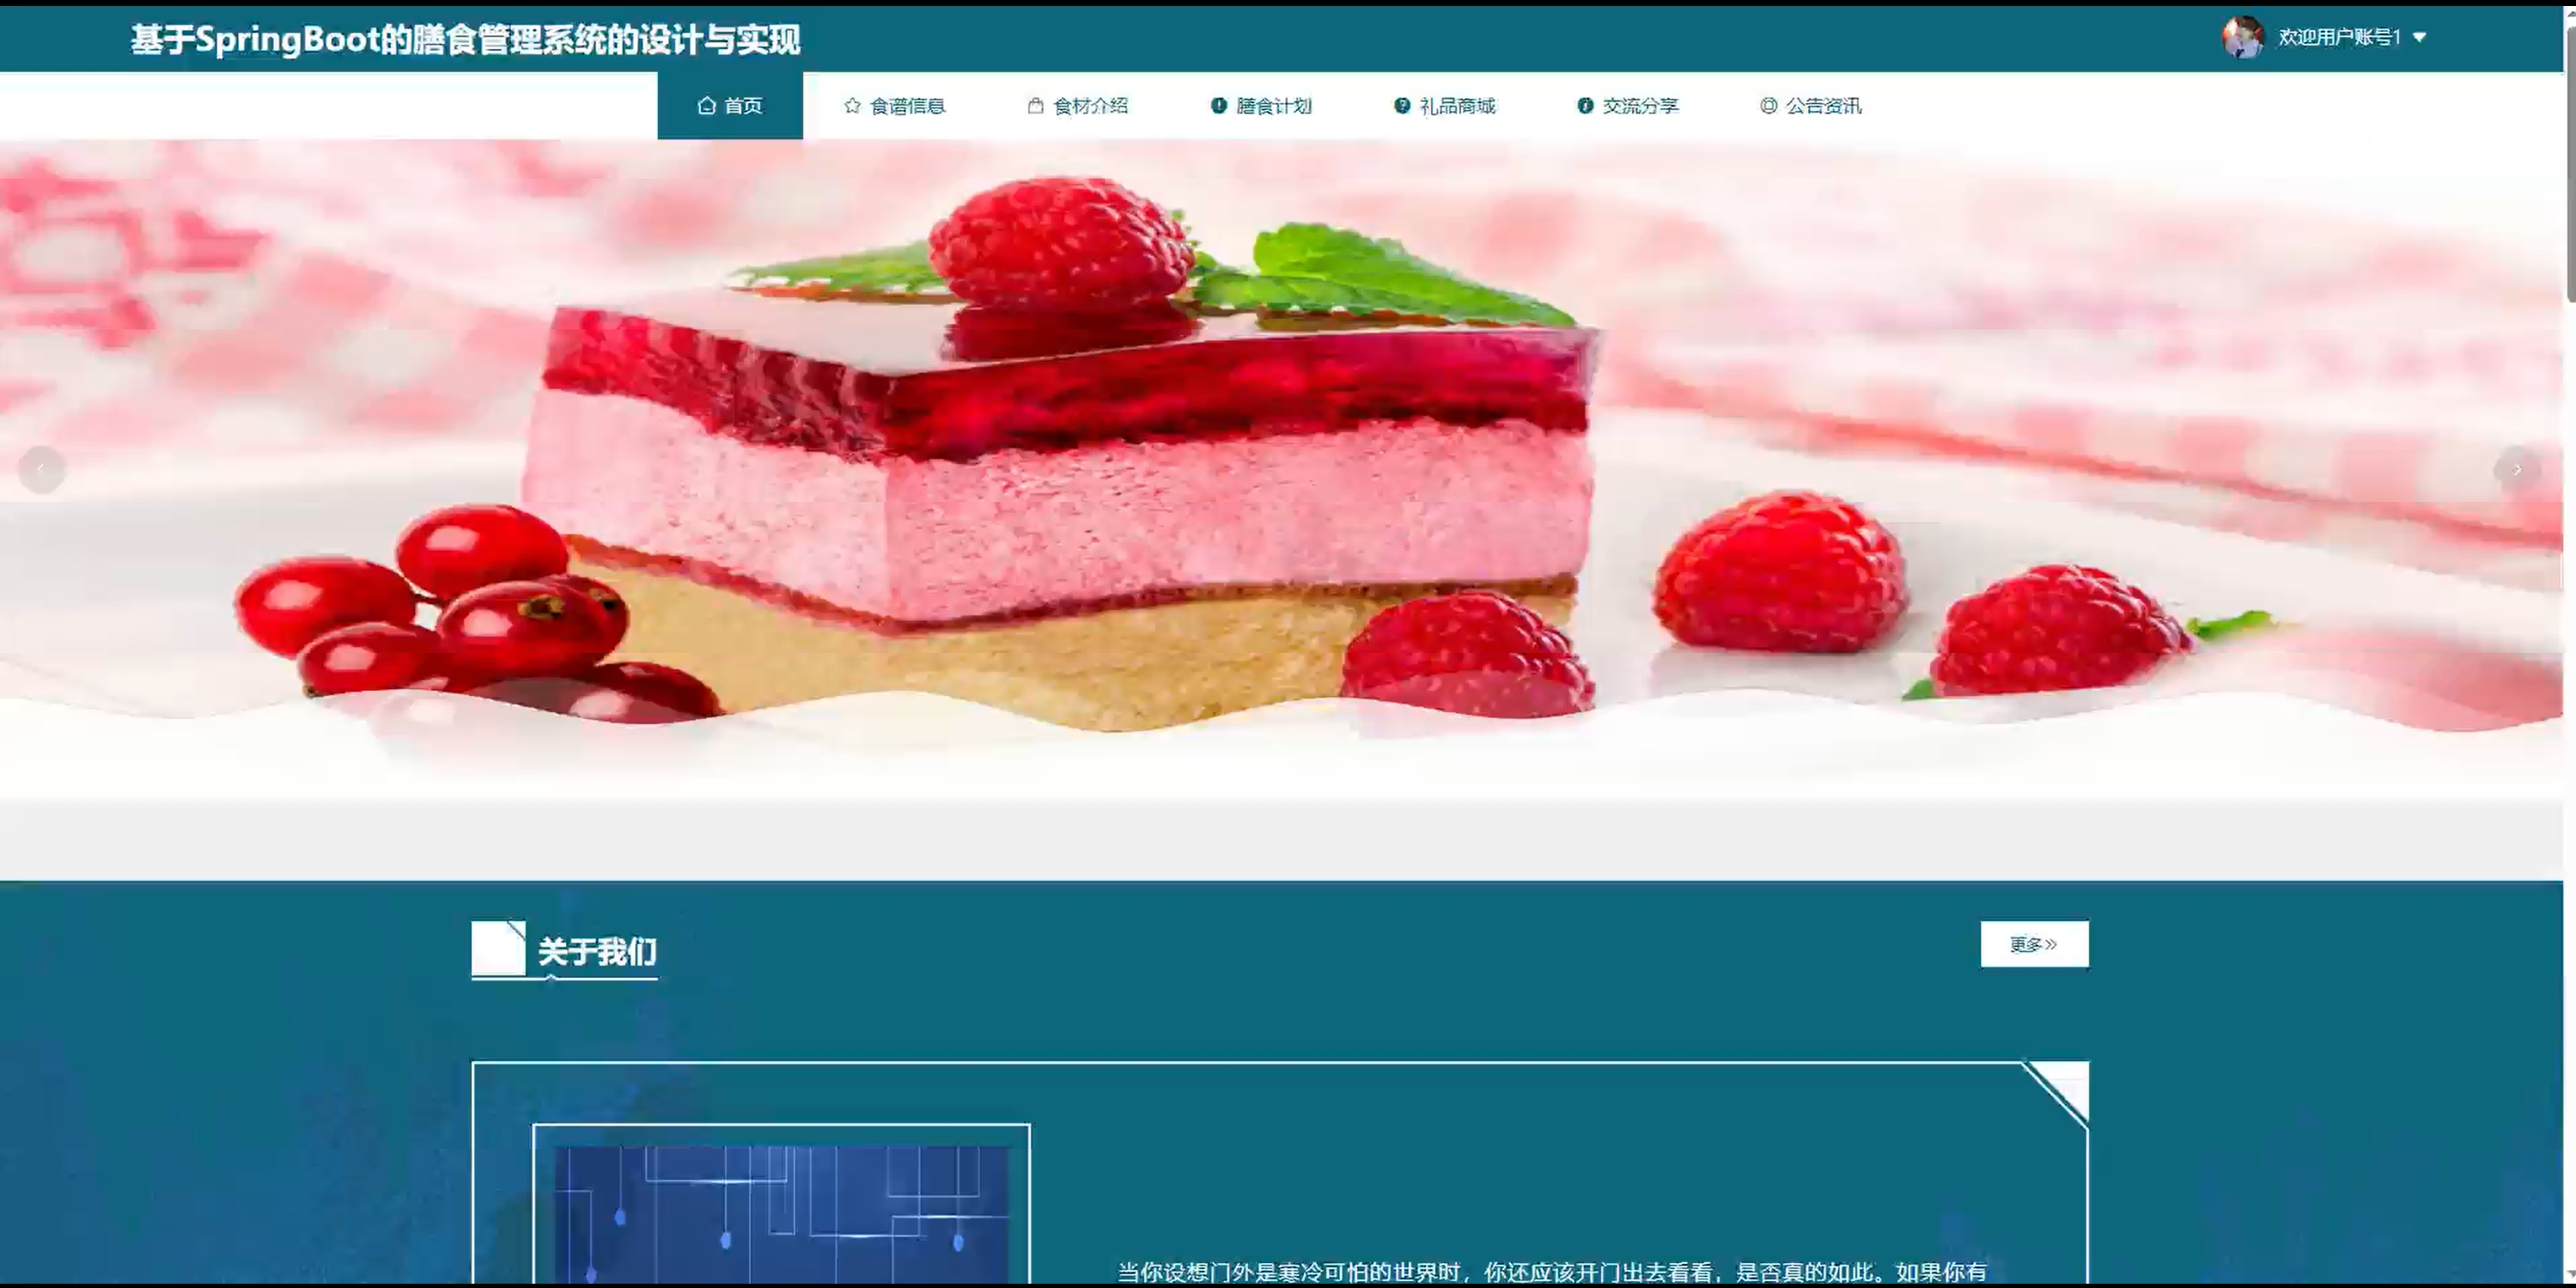 基于SpringBoot的膳食管理系统的设计与实现
欢迎用户账号1
首页
食谱信息
食材介绍
膳食计划
礼品商城
交流分享
公告资讯
关于我们
更多
当你设想门外是寒冷可怕的世界时，你还应该开门出去看看，是否真的如此。如果你有